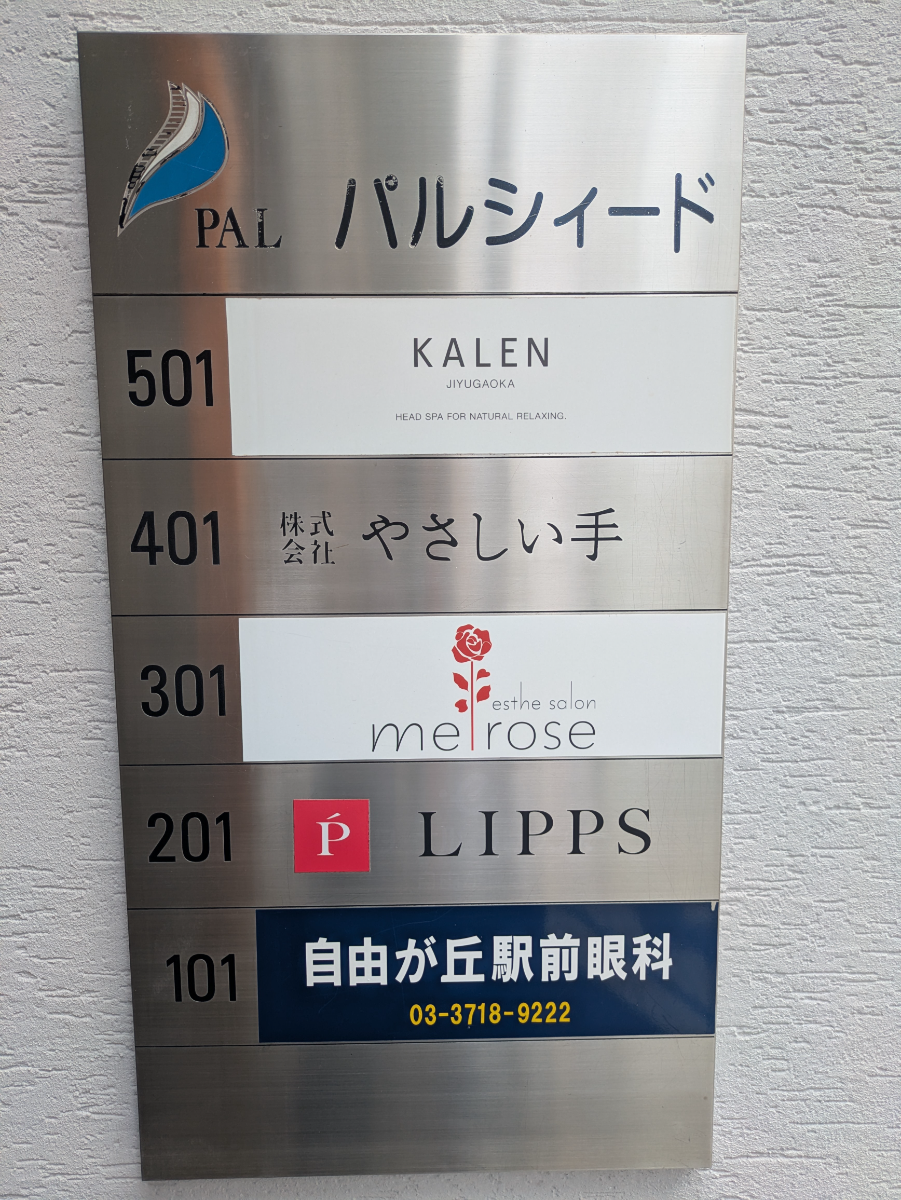 PAL パルシィード
501
KALEN
JIYUGAOKA
HEAD SPA FOR NATURAL RELAXING.
401 株式会社 やさしい手
301
esthe salon
melrose
201 Ṕ LIPPS
101 自由が丘駅前眼科
03-3718-9222